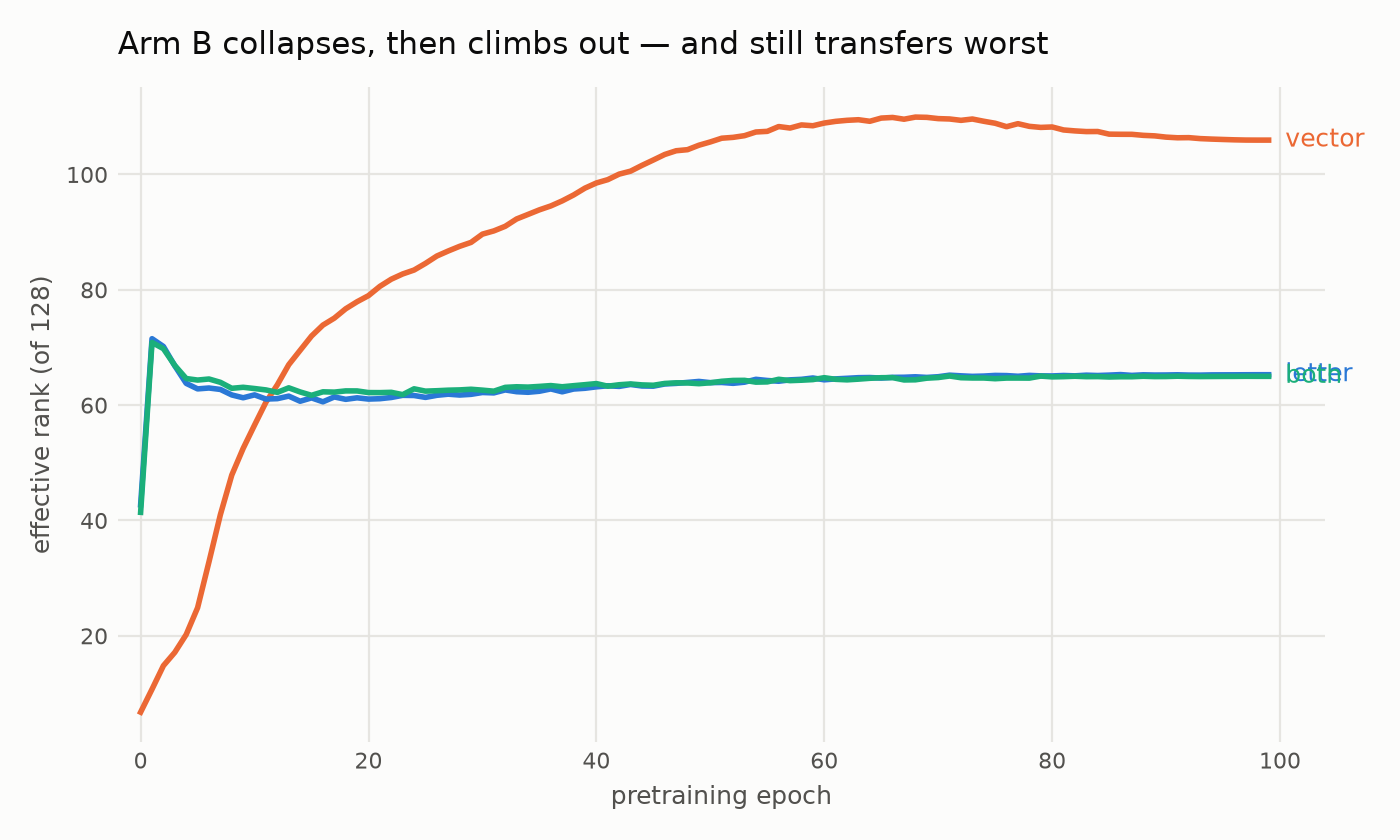 Arm B collapses, then climbs out — and still transfers worst
effective rank (of 128)
100
80
60
40
20
vector
both
0
20
40
60
80
100
pretraining epoch